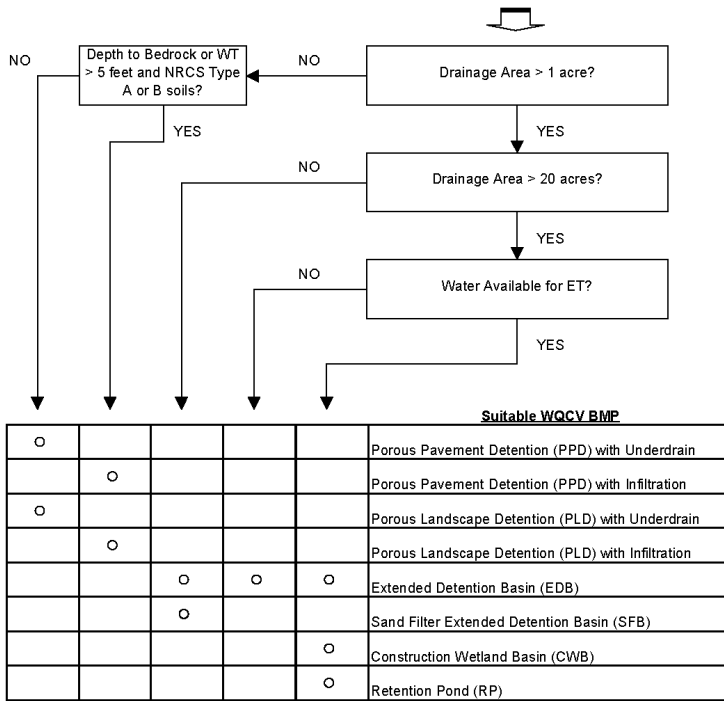 NO
Depth to Bedrock or WT
> 5 feet and NRCS Type
A or B soils?
NO
Drainage Area > 1 acre?
YES
YES
NO
Drainage Area > 20 acres?
YES
NO
Water Available for ET?
YES
Suitable WQCV BMP
Porous Pavement Detention (PPD) with Underdrain
Porous Pavement Detention (PPD) with Infiltration
Porous Landscape Detention (PLD) with Underdrain
Porous Landscape Detention (PLD) with Infiltration
Extended Detention Basin (EDB)
Sand Filter Extended Detention Basin (SFB)
Construction Wetland Basin (CWB)
Retention Pond (RP)